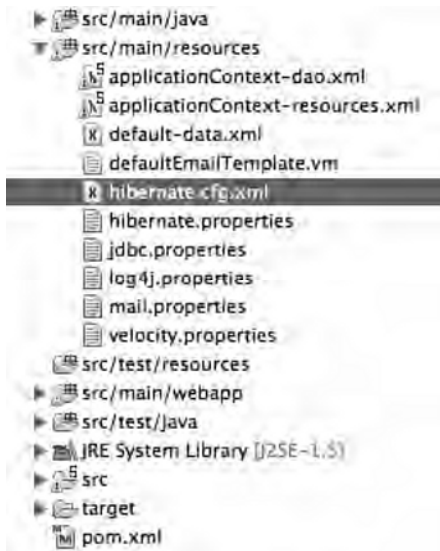 src/main/java
src/main/resources
applicationContext-dao.xml
applicationContext-resources.xml
default-data.xml
defaultEmailTemplate.vm
hibernate.cfg.xml
hibernate.properties
jdbc.properties
log4j.properties
mail.properties
velocity.properties
src/test/resources
src/main/webapp
src/test/java
JRE System Library [J2SE-1.5]
src
target
pom.xml